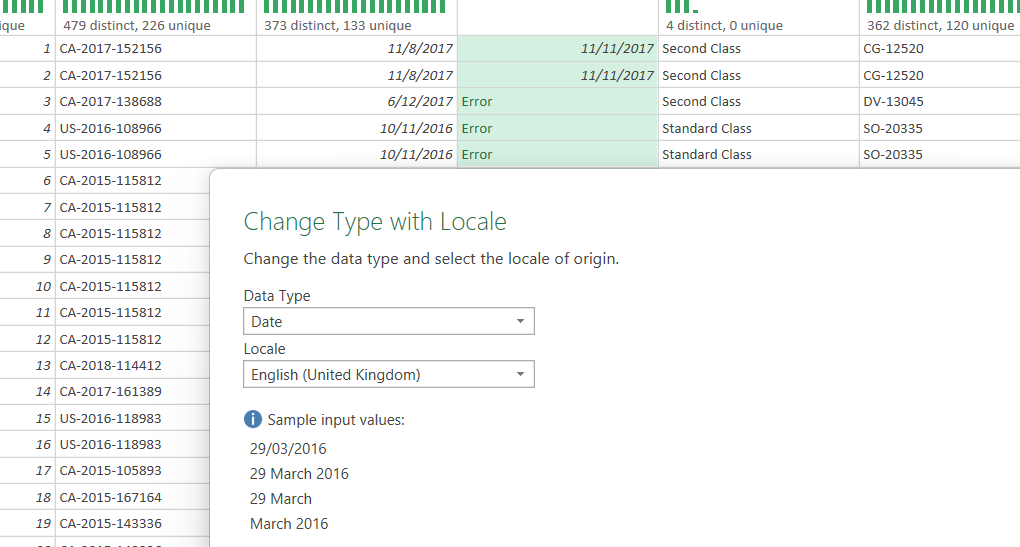 ique 479 distinct, 226 unique 373 distinct, 133 unique 4 distinct, 0 unique 362 distinct, 120 unique
1 CA-2017-152156 11/8/2017 11/11/2017 Second Class CG-12520
2 CA-2017-152156 11/8/2017 11/11/2017 Second Class CG-12520
3 CA-2017-138688 6/12/2017 Error Second Class DV-13045
4 US-2016-108966 10/11/2016 Error Standard Class SO-20335
5 US-2016-108966 10/11/2016 Error Standard Class SO-20335
6 CA-2015-115812
7 CA-2015-115812
8 CA-2015-115812
9 CA-2015-115812
10 CA-2015-115812
11 CA-2015-115812
12 CA-2015-115812
13 CA-2018-114412
14 CA-2017-161389
15 US-2016-118983
16 US-2016-118983
17 CA-2015-105893
18 CA-2015-167164
19 CA-2015-143336
Change Type with Locale
Change the data type and select the locale of origin.
Data Type
Date
Locale
English (United Kingdom)
Sample input values:
29/03/2016
29 March 2016
29 March
March 2016